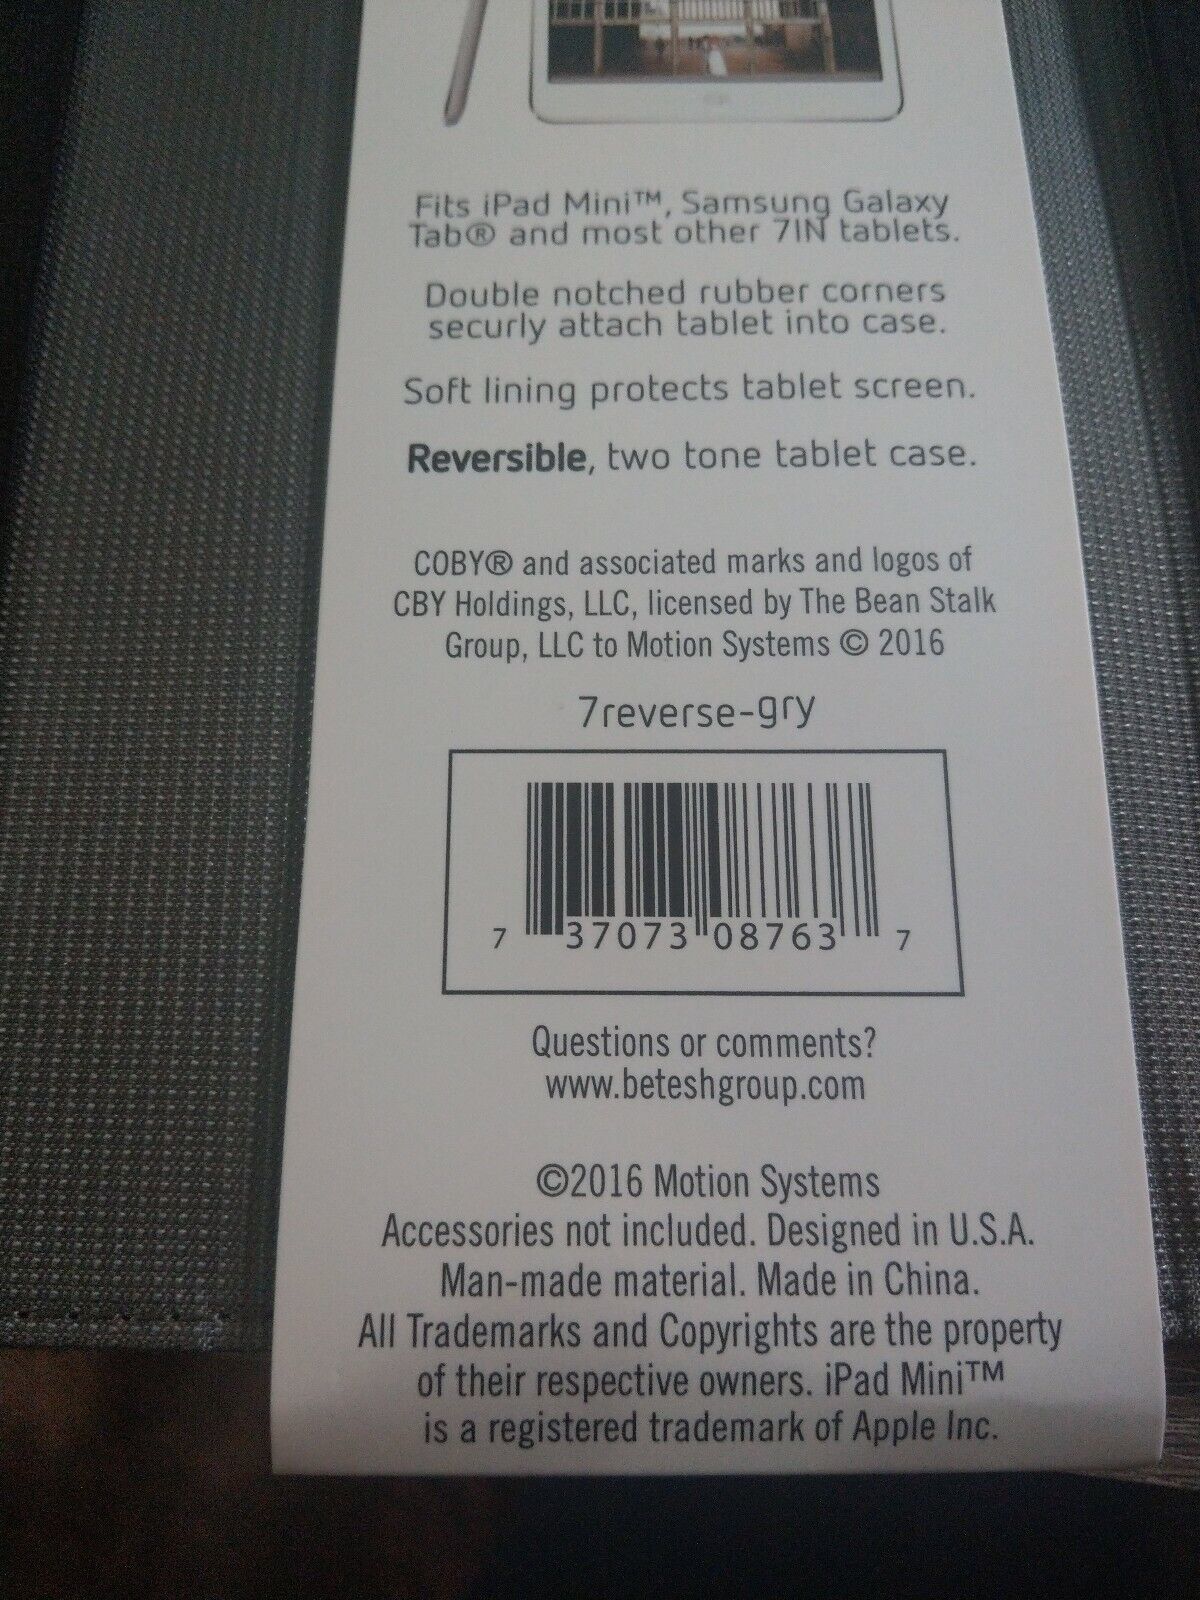 Fits iPad Mini™, Samsung Galaxy
Tab® and most other 7IN tablets.
Double notched rubber corners
securly attach tablet into case.
Soft lining protects tablet screen.
Reversible, two tone tablet case.
COBY® and associated marks and logos of
CBY Holdings, LLC, licensed by The Bean Stalk
Group, LLC to Motion Systems © 2016
7reverse-gry
7 37073 08763 7
Questions or comments?
www.beteshgroup.com
©2016 Motion Systems
Accessories not included. Designed in U.S.A.
Man-made material. Made in China.
All Trademarks and Copyrights are the property
of their respective owners. iPad Mini™
is a registered trademark of Apple Inc.